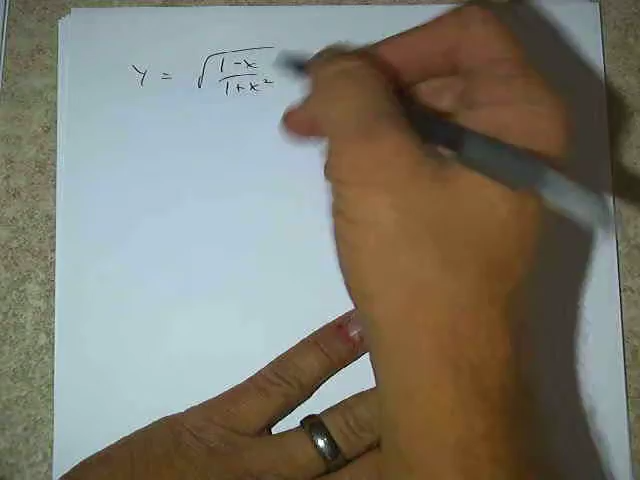 y = √(1-x / 1+x²)